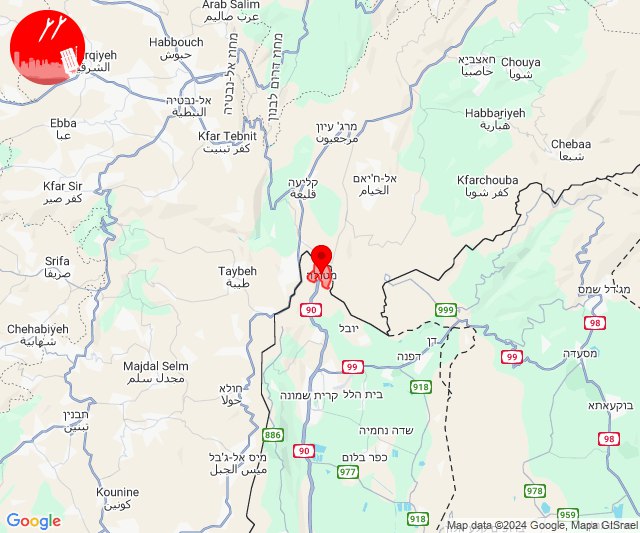 Arab Salim
عرب صاليم
Habbouch
حبوش
מחוז אל-נבטיה
מחוז דרום לבנון
الشرقية
אל-נבטיה
النبطية
Ebba
عبا
Kfar Tebnit
كفر تبنيت
מרג' עיון
مرجعيون
חאצביא
حاصبيا
Chouya
شويا
Habbariyeh
هبارية
Chebaa
شبعا
Kfar Sir
كفر صير
קליעה
قليعة
אל-ח'יאם
الخيام
Kfarchouba
كفر شوبا
Srifa
صريفا
Taybeh
طيبة
מטולה
מג'דל שמס
90
999
98
Chehabiyeh
شهابية
יובל
דן
דפנה
99
99
מסעדה
Majdal Selm
مجدل سلم
חולא
حولا
קרית שמונה
בית הלל
918
בוקעאתא
תבנין
تبنين
886
שדה נחמיה
98
מיס אל-ג'בל
ميس الجبل
90
כפר בלום
977
Kounine
كونين
978
918
959
Google
Map data ©2024 Google, Mapa GISrael